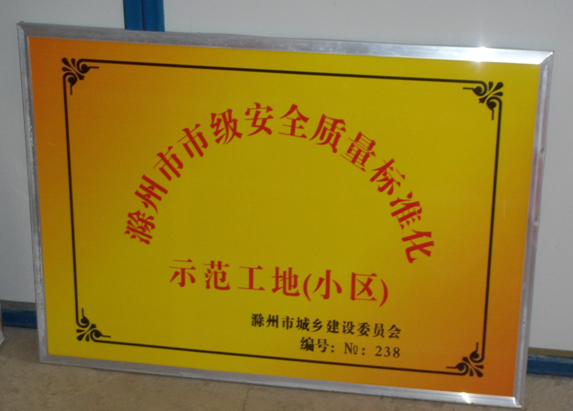 滁州市市级安全质量标准化
示范工地(小区)
滁州市城乡建设委员会
编号：№：238